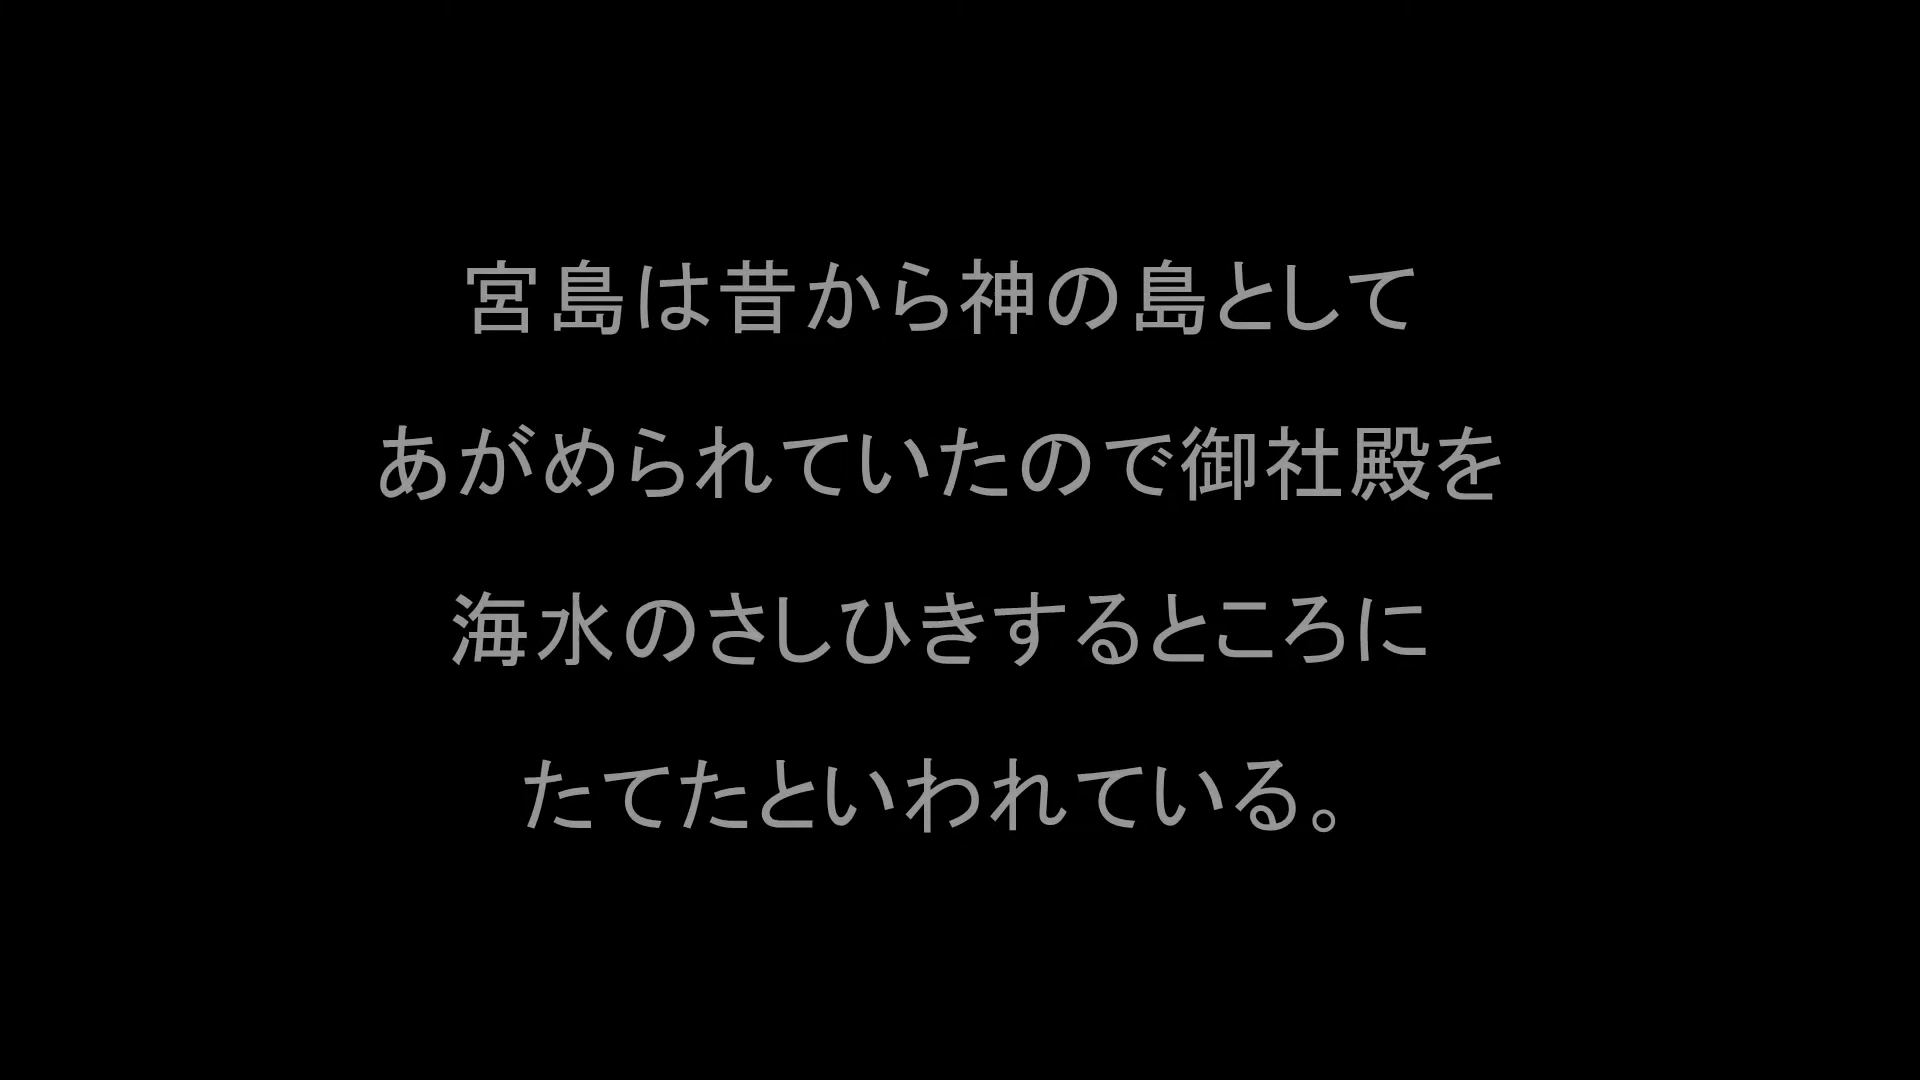 宮島は昔から神の島として
あがめられていたので御社殿を
海水のさしひきするところに
たてたといわれている。